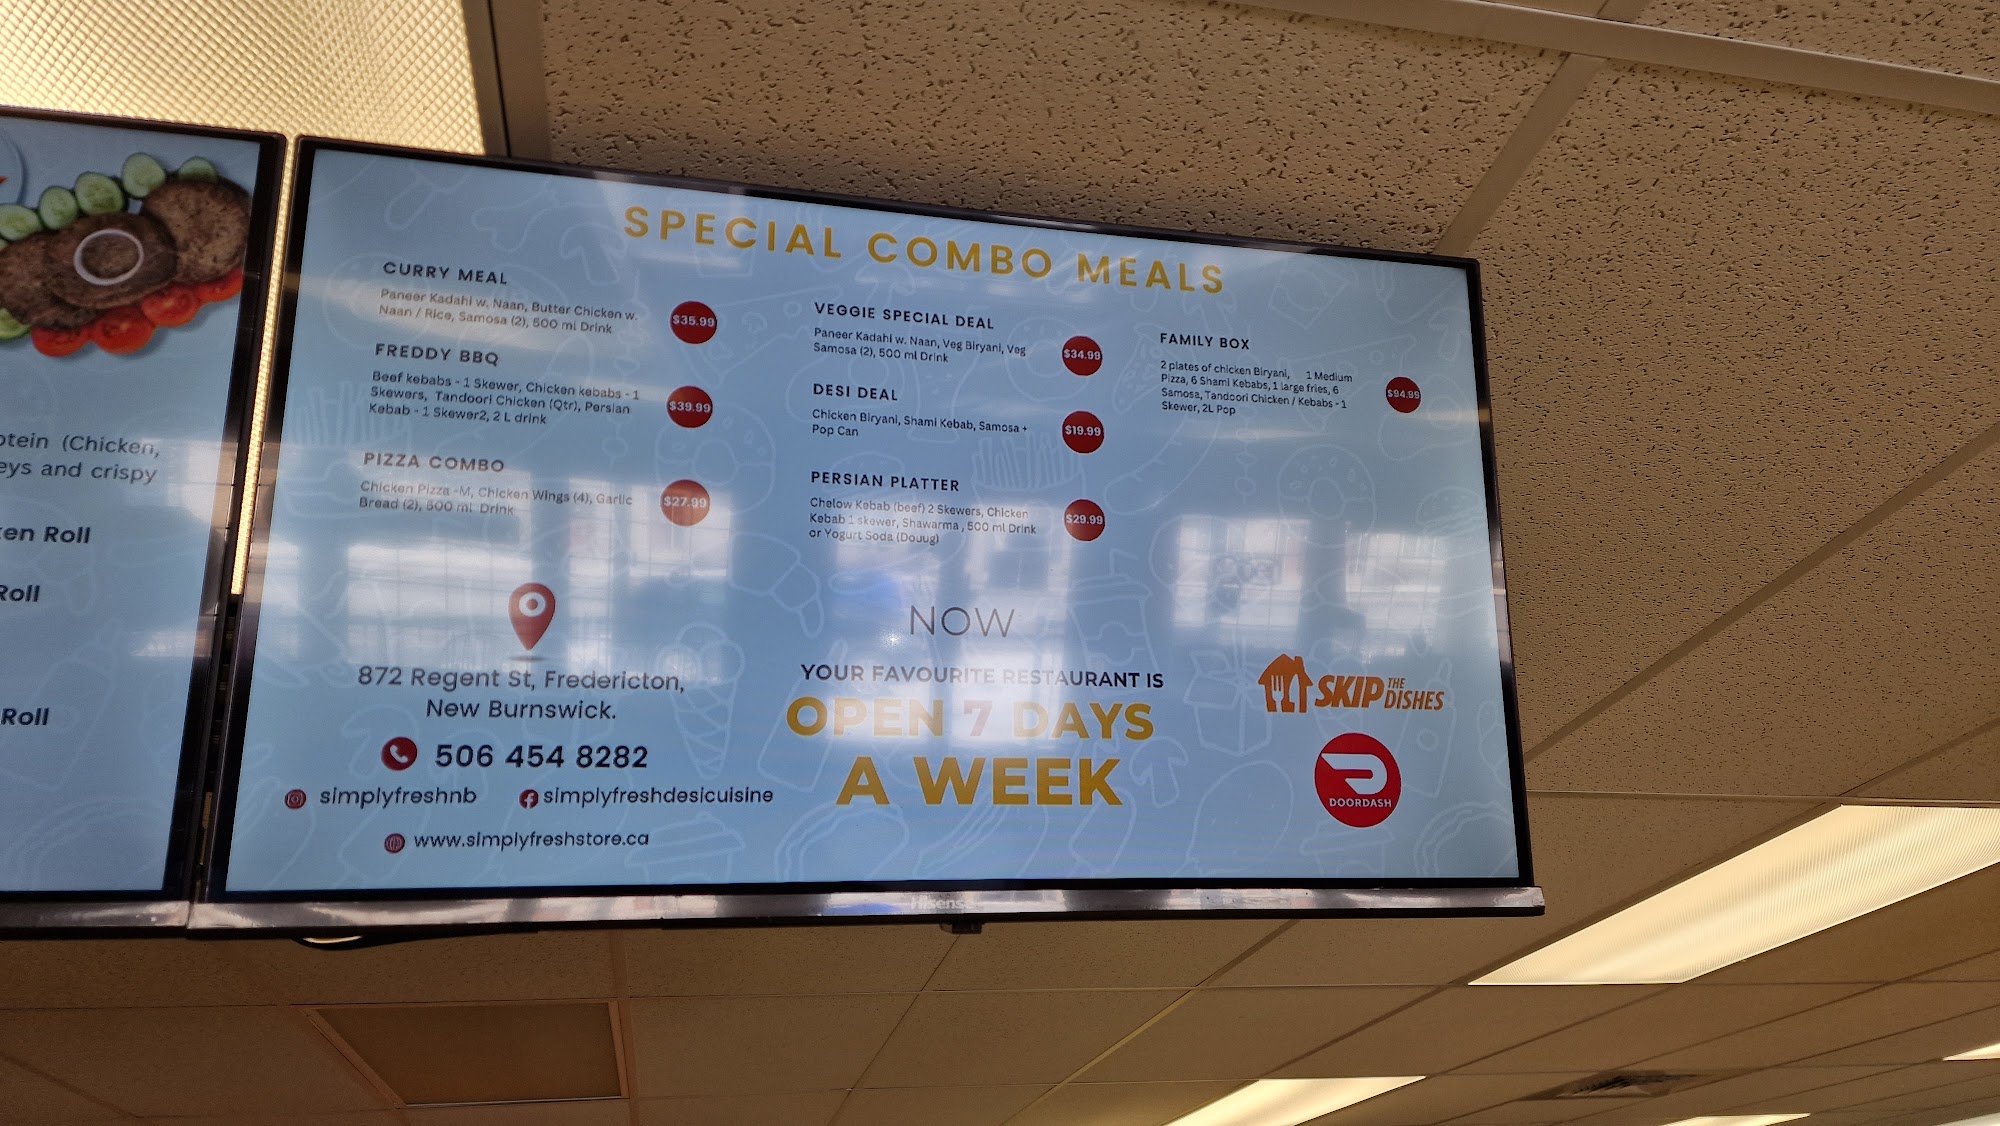 otein (Chicken,
eys and crispy
en Roll
Roll
Roll
SPECIAL COMBO MEALS
CURRY MEAL
Paneer Kadahi w. Naan, Butter Chicken w.
Naan / Rice, Samosa (2), 500 ml Drink
$35.99
FREDDY BBQ
Beef kebabs - 1 Skewer, Chicken kebabs - 1
Skewers, Tandoori Chicken (Qtr), Persian
Kebab - 1 Skewer2, 2 L drink
$39.99
PIZZA COMBO
Chicken Pizza -M, Chicken Wings (4), Garlic
Bread (2), 500 ml Drink
$27.99
VEGGIE SPECIAL DEAL
Paneer Kadahi w. Naan, Veg Biryani, Veg
Samosa (2), 500 ml Drink
$34.99
DESI DEAL
Chicken Biryani, Shami Kebab, Samosa +
Pop Can
$19.99
PERSIAN PLATTER
Chelow Kebab (beef) 2 Skewers, Chicken
Kebab 1 skewer, Shawarma , 500 ml Drink
or Yogurt Soda (Douug)
$29.99
FAMILY BOX
2 plates of chicken Biryani, 1 Medium
Pizza, 6 Shami Kebabs, 1 large fries, 6
Samosa, Tandoori Chicken / Kebabs - 1
Skewer, 2L Pop
$94.99
872 Regent St, Fredericton,
New Burnswick.
506 454 8282
simplyfreshnb
simplyfreshdesicuisine
www.simplyfreshstore.ca
NOW
YOUR FAVOURITE RESTAURANT IS
OPEN 7 DAYS
A WEEK
SKIP THE DISHES
DOORDASH
Hisense